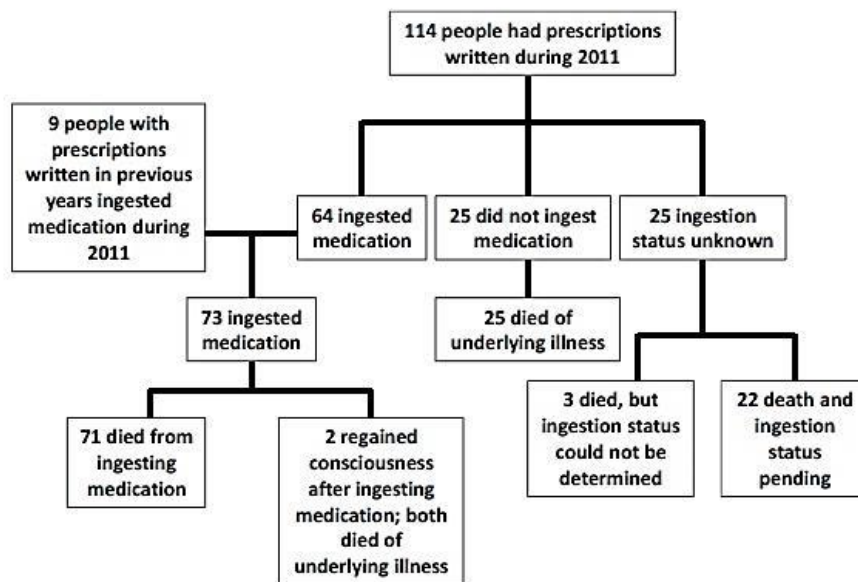 114 people had prescriptions
written during 2011
9 people with
prescriptions
written in previous
years ingested
medication during
2011
64 ingested
medication
25 did not ingest
medication
25 ingestion
status unknown
73 ingested
medication
25 died of
underlying illness
71 died from
ingesting
medication
2 regained
consciousness
after ingesting
medication; both
died of
underlying illness
3 died, but
ingestion status
could not be
determined
22 death and
ingestion
status
pending